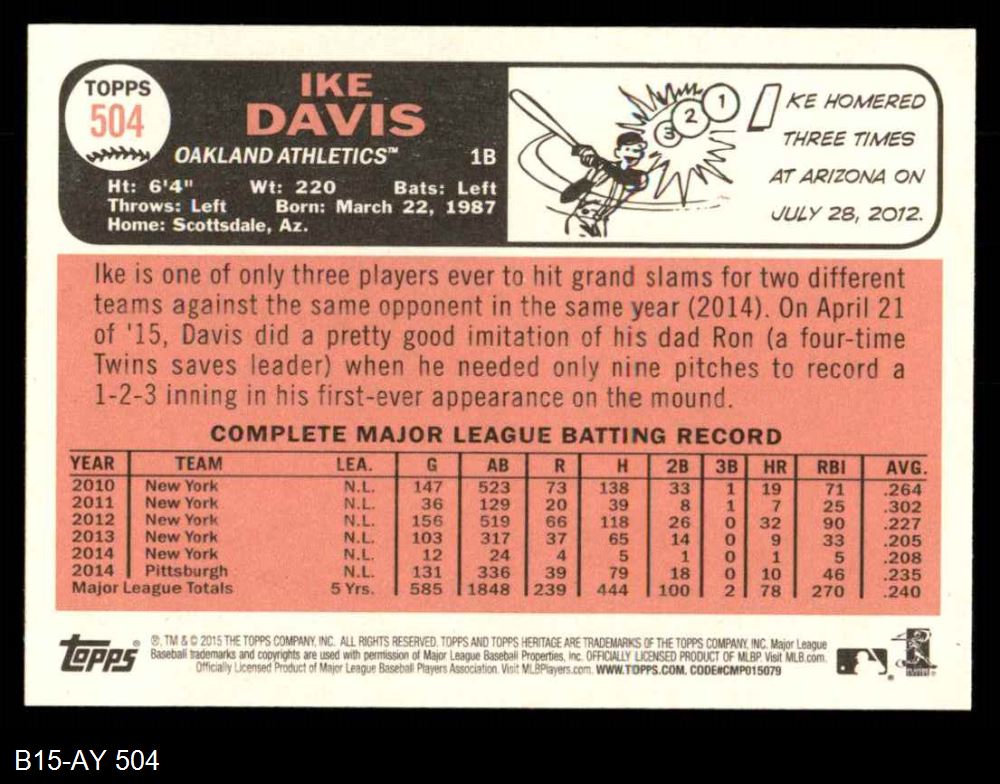 TOPPS
504
IKE
DAVIS
OAKLAND ATHLETICS™ 1B
Ht: 6'4" Wt: 220 Bats: Left
Throws: Left Born: March 22, 1987
Home: Scottsdale, Az.
1
2
3
IKE HOMERED
THREE TIMES
AT ARIZONA ON
JULY 28, 2012.
Ike is one of only three players ever to hit grand slams for two different
teams against the same opponent in the same year (2014). On April 21
of '15, Davis did a pretty good imitation of his dad Ron (a four-time
Twins saves leader) when he needed only nine pitches to record a
1-2-3 inning in his first-ever appearance on the mound.
COMPLETE MAJOR LEAGUE BATTING RECORD
YEAR TEAM LEA. G AB R H 2B 3B HR RBI AVG.
2010 New York N.L. 147 523 73 138 33 1 19 71 .264
2011 New York N.L. 36 129 20 39 8 1 7 25 .302
2012 New York N.L. 156 519 66 118 26 0 32 90 .227
2013 New York N.L. 103 317 37 65 14 0 9 33 .205
2014 New York N.L. 12 24 4 5 1 0 1 5 .208
2014 Pittsburgh N.L. 131 336 39 79 18 0 10 46 .235
Major League Totals 5 Yrs. 585 1848 239 444 100 2 78 270 .240
topps ®
®, TM & © 2015 THE TOPPS COMPANY, INC. ALL RIGHTS RESERVED. TOPPS AND TOPPS HERITAGE ARE TRADEMARKS OF THE TOPPS COMPANY, INC. Major League
Baseball trademarks and copyrights are used with permission of Major League Baseball Properties, Inc. OFFICIALLY LICENSED PRODUCT OF MLBP. Visit MLB.com.
Officially Licensed Product of Major League Baseball Players Association. Visit MLBPlayers.com. WWW.TOPPS.COM. CODE#CMP015079
B15-AY 504